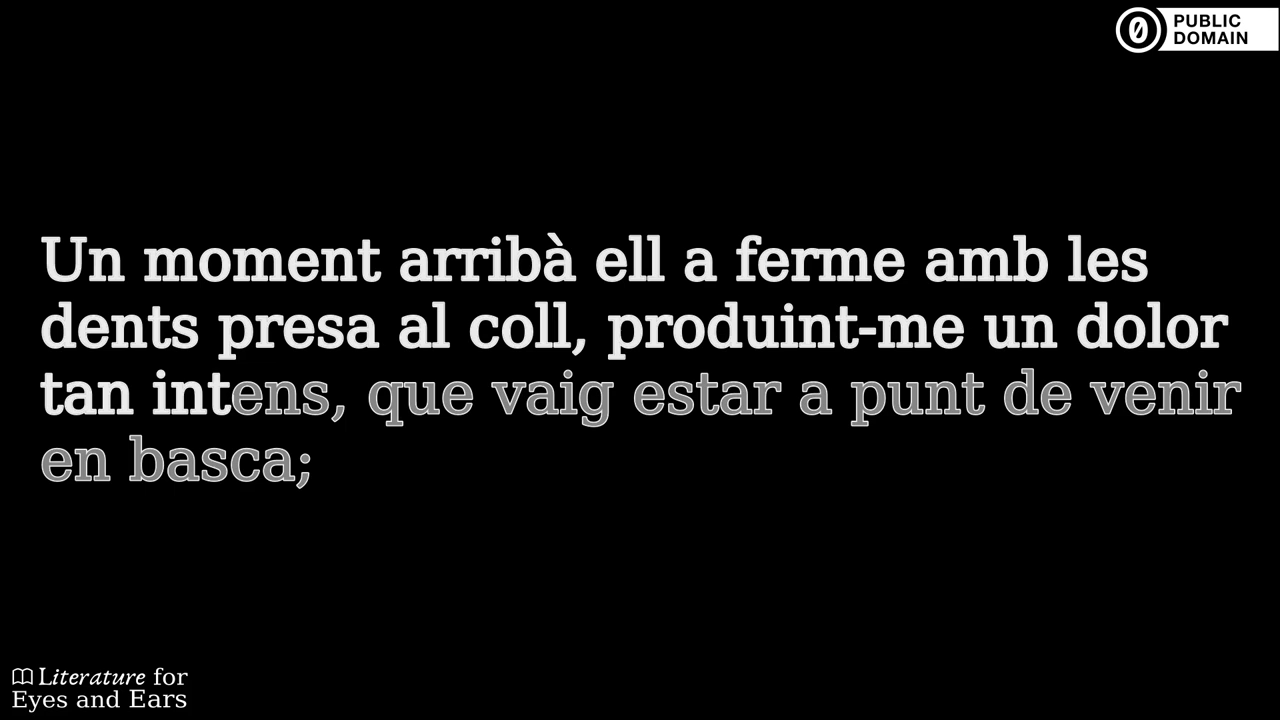 PUBLIC
DOMAIN
Un moment arribà ell a ferme amb les
dents presa al coll, produint-me un dolor
tan intens, que vaig estar a punt de venir
en basca;
Literature for
Eyes and Ears